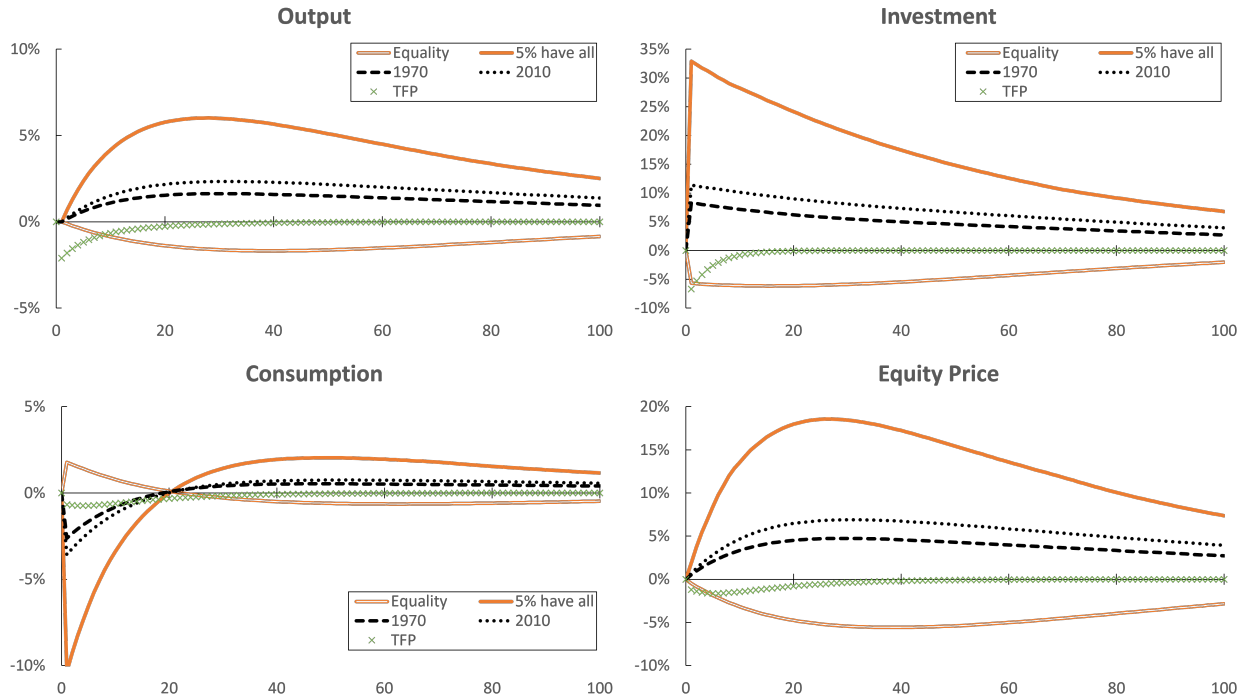 Output
10%
5%
0%
-5%
0 20 40 60 80 100
Equality 5% have all
1970 2010
TFP
Investment
35%
30%
25%
20%
15%
10%
5%
0%
-5%
-10%
0 20 40 60 80 100
Equality 5% have all
1970 2010
TFP
Consumption
5%
0%
-5%
-10%
0 20 40 60 80 100
Equality 5% have all
1970 2010
TFP
Equity Price
20%
15%
10%
5%
0%
-5%
-10%
0 20 40 60 80 100